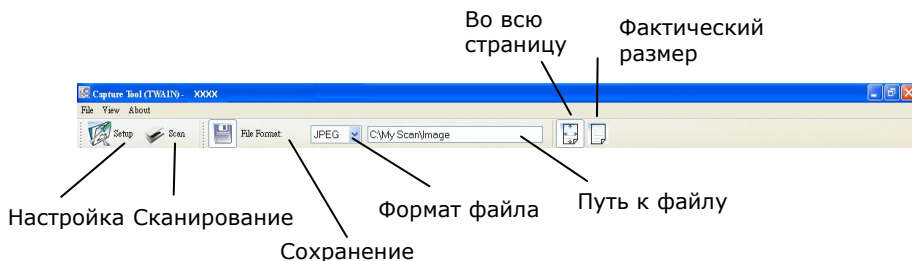 Во всю
страницу
Фактический
размер
Capture Tool (TWAIN) - XXXX
File View About
Setup Scan File Format: JPEG C:\My Scan\Image
Настройка Сканирование Формат файла Путь к файлу
Сохранение